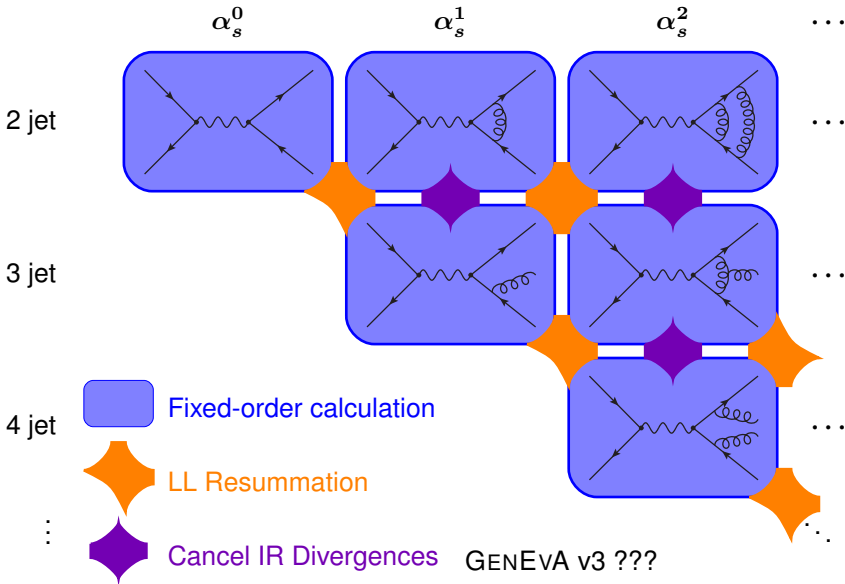 α_s^0 α_s^1 α_s^2 ⋯
2 jet ⋯
3 jet ⋯
4 jet ⋯
Fixed-order calculation
LL Resummation
⋮ ⋱
Cancel IR Divergences GENEVA v3 ???